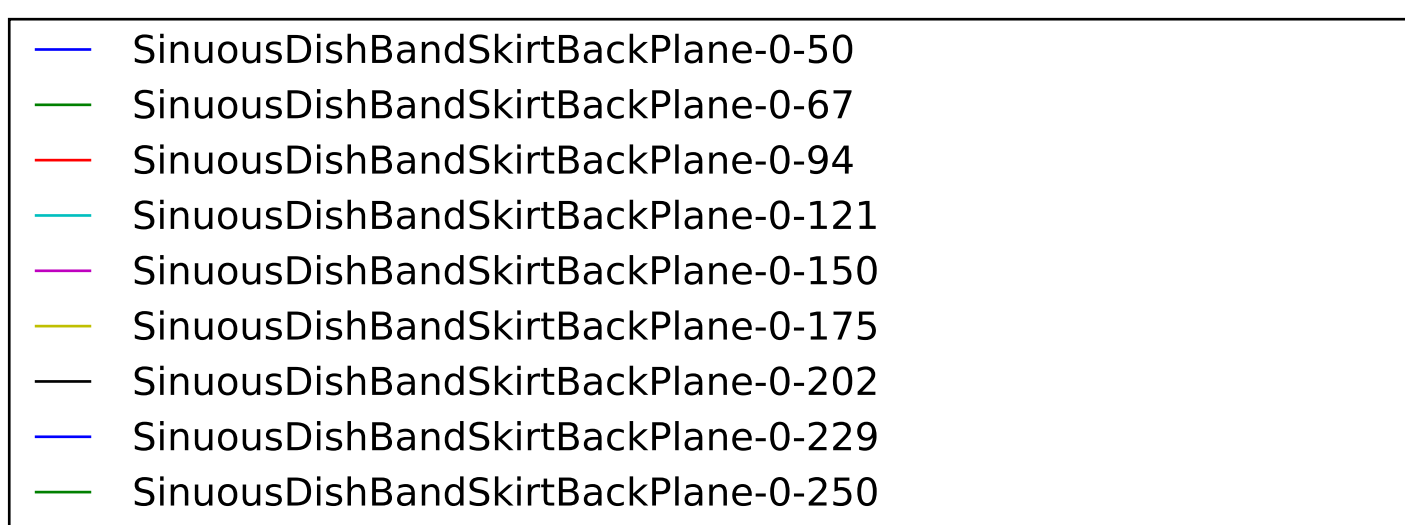 SinuousDishBandSkirtBackPlane-0-50
SinuousDishBandSkirtBackPlane-0-67
SinuousDishBandSkirtBackPlane-0-94
SinuousDishBandSkirtBackPlane-0-121
SinuousDishBandSkirtBackPlane-0-150
SinuousDishBandSkirtBackPlane-0-175
SinuousDishBandSkirtBackPlane-0-202
SinuousDishBandSkirtBackPlane-0-229
SinuousDishBandSkirtBackPlane-0-250